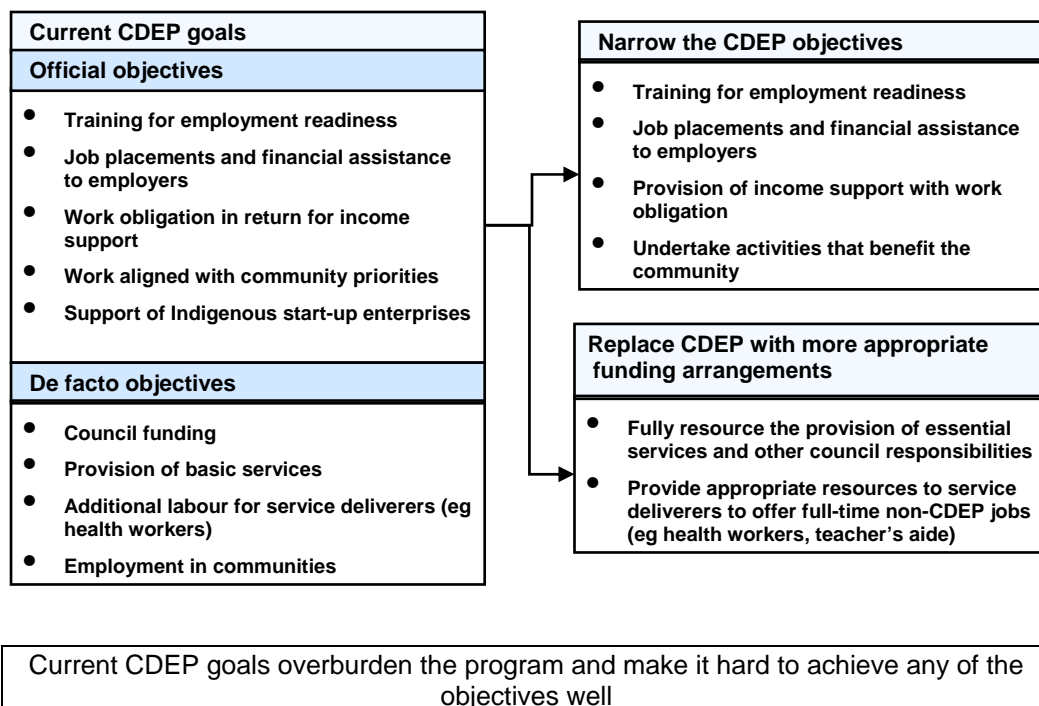 Current CDEP goals
Official objectives
• Training for employment readiness
• Job placements and financial assistance
to employers
• Work obligation in return for income
support
• Work aligned with community priorities
• Support of Indigenous start-up enterprises
De facto objectives
• Council funding
• Provision of basic services
• Additional labour for service deliverers (eg
health workers)
• Employment in communities
Narrow the CDEP objectives
• Training for employment readiness
• Job placements and financial assistance
to employers
• Provision of income support with work
obligation
• Undertake activities that benefit the
community
Replace CDEP with more appropriate
funding arrangements
• Fully resource the provision of essential
services and other council responsibilities
• Provide appropriate resources to service
deliverers to offer full-time non-CDEP jobs
(eg health workers, teacher’s aide)
Current CDEP goals overburden the program and make it hard to achieve any of the
objectives well